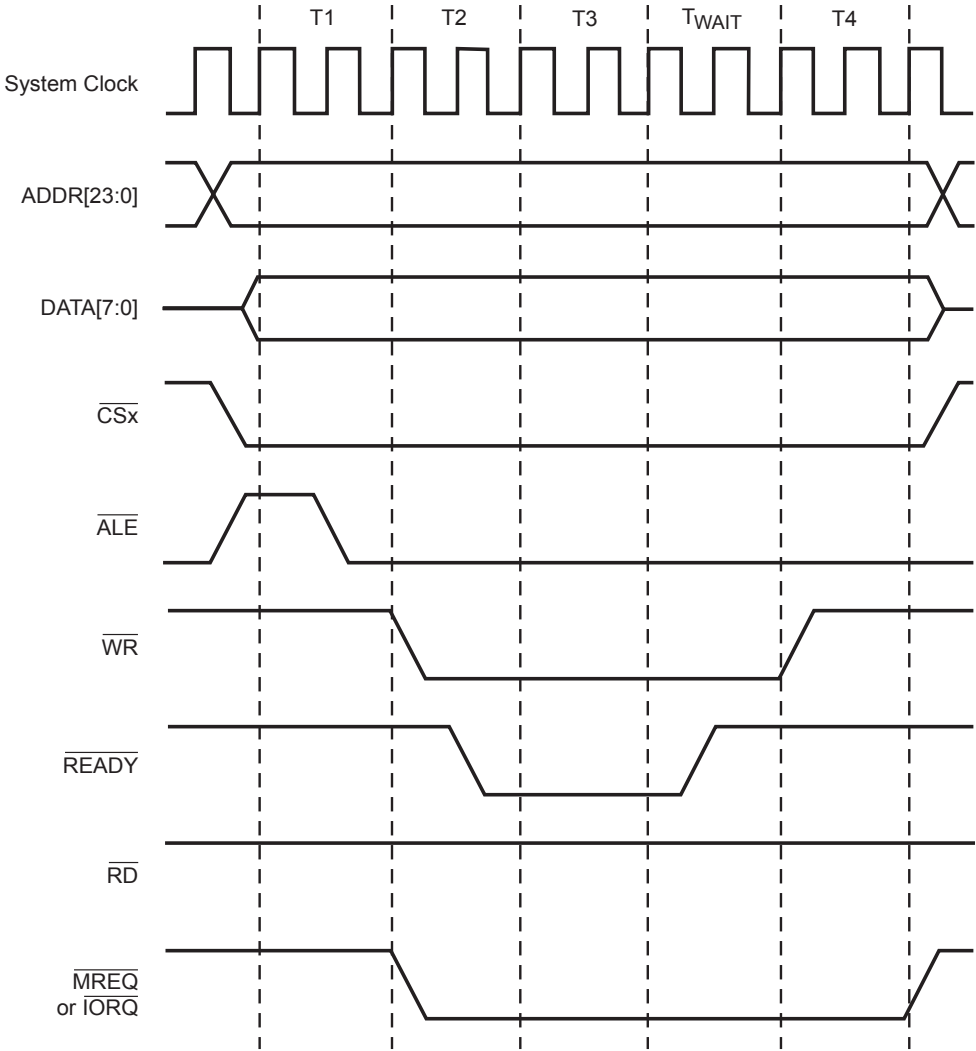 T1 T2 T3 TWAIT T4
System Clock
ADDR[23:0]
DATA[7:0]
CSx
ALE
WR
READY
RD
MREQ
or IORQ